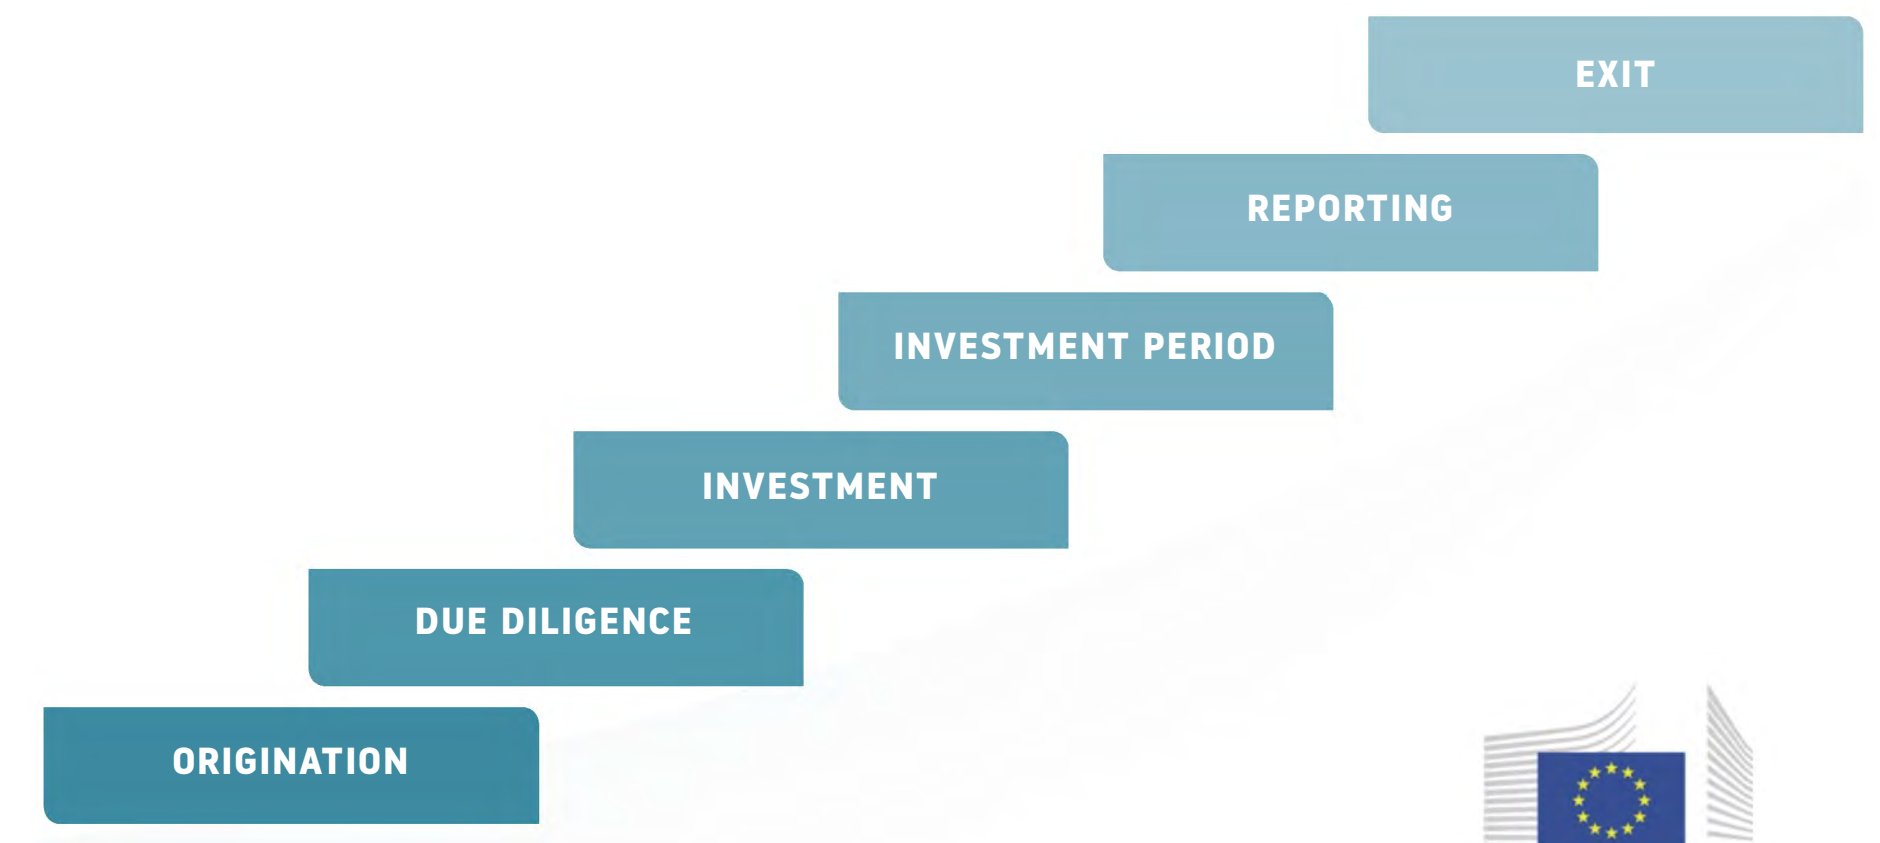 EXIT
REPORTING
INVESTMENT PERIOD
INVESTMENT
DUE DILIGENCE
ORIGINATION